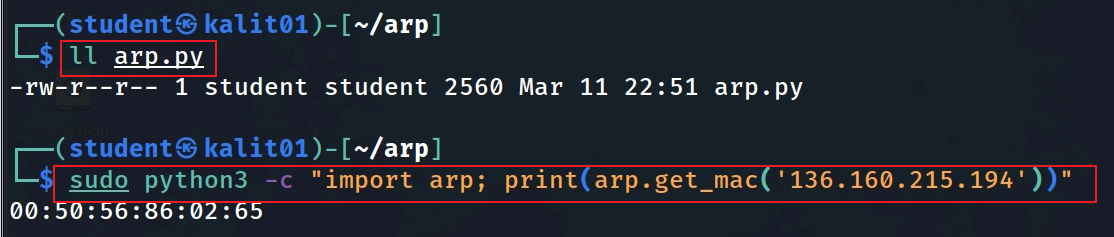 ┌──(student㉿kalit01)-[~/arp]
└─$ ll arp.py
-rw-r--r-- 1 student student 2560 Mar 11 22:51 arp.py
┌──(student㉿kalit01)-[~/arp]
└─$ sudo python3 -c "import arp; print(arp.get_mac('136.160.215.194'))"
00:50:56:86:02:65